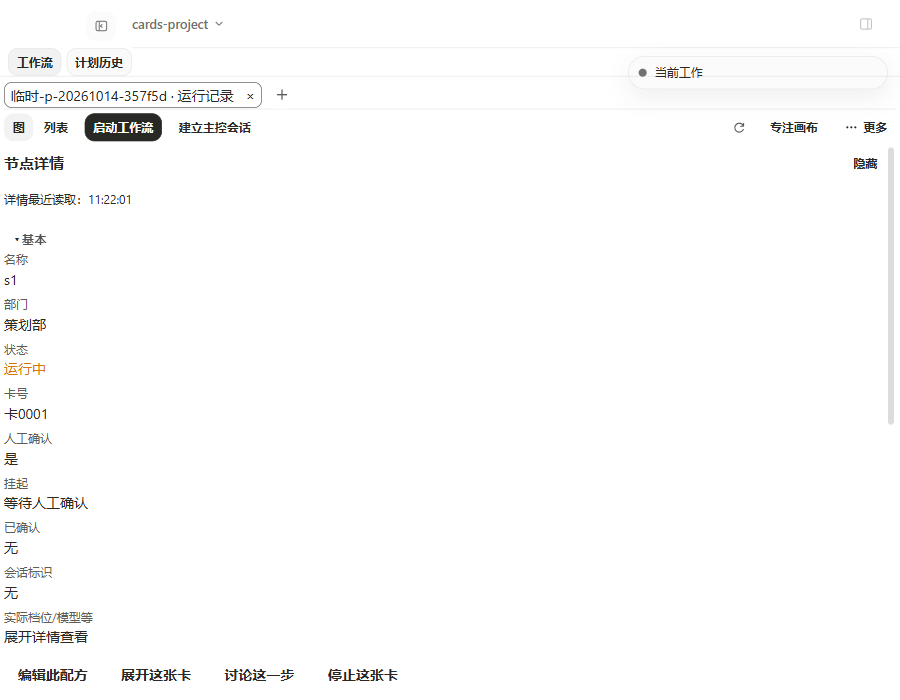 cards-project
工作流 计划历史
当前工作
临时-p-20261014-357f5d · 运行记录 × +
图 列表 启动工作流 建立主控会话 专注画布 ··· 更多
节点详情 隐藏
详情最近读取：11:22:01
基本
名称
s1
部门
策划部
状态
运行中
卡号
卡0001
人工确认
是
挂起
等待人工确认
已确认
无
会话标识
无
实际档位/模型等
展开详情查看
编辑此配方 展开这张卡 讨论这一步 停止这张卡